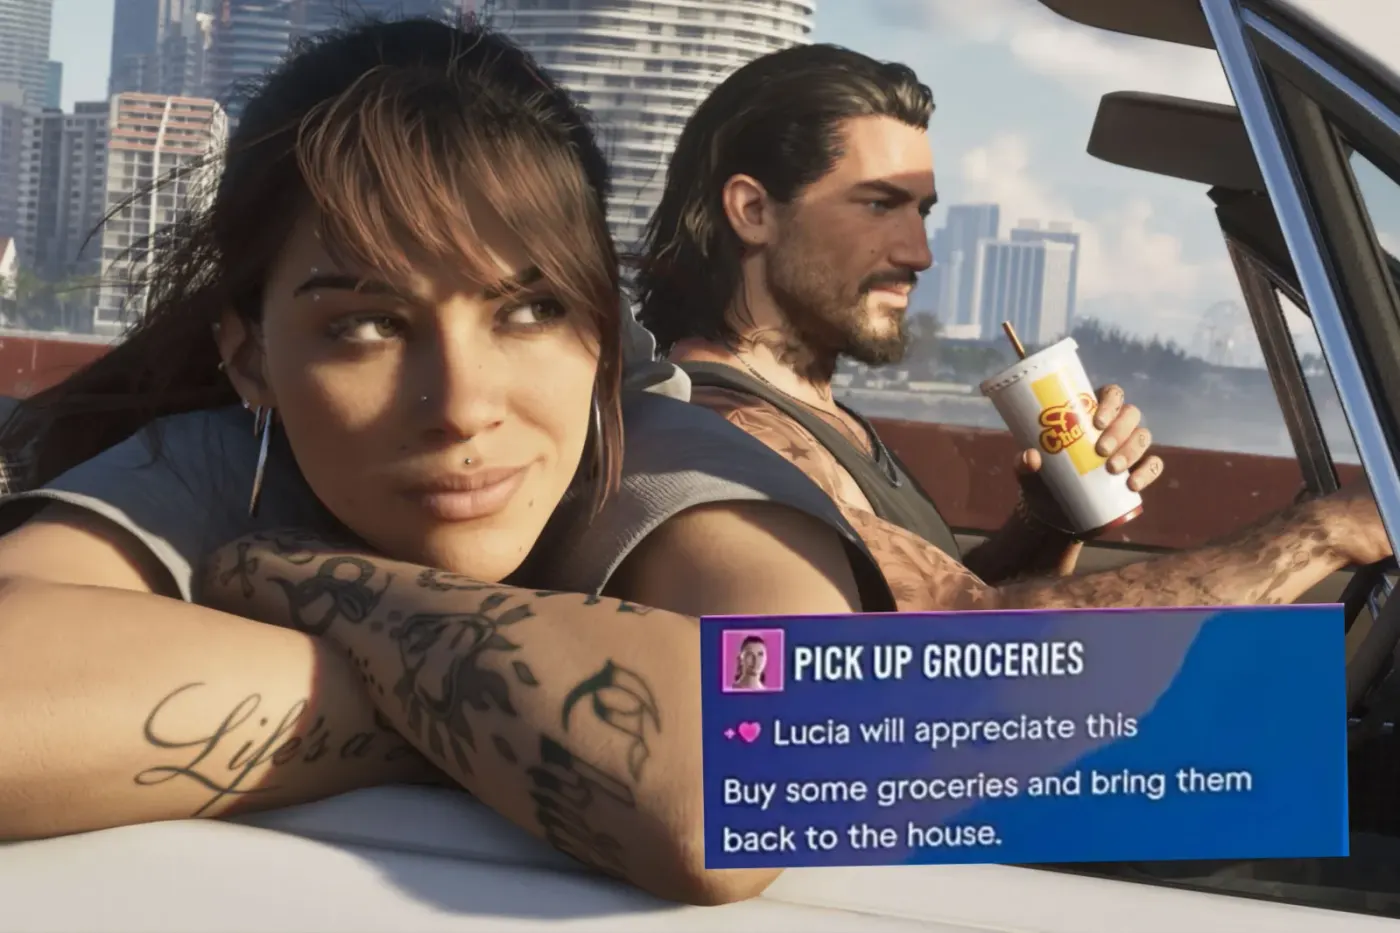 Life's a
PICK UP GROCERIES
Lucia will appreciate this
Buy some groceries and bring them
back to the house.